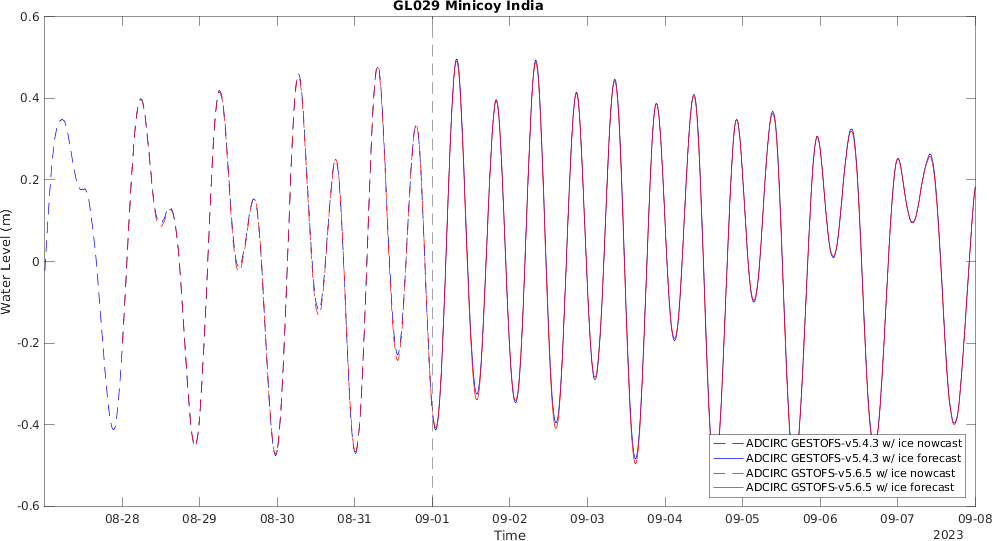 GL029 Minicoy India
0.6
0.4
0.2
0
-0.2
-0.4
-0.6
Water Level (m)
ADCIRC GESTOFS-v5.4.3 w/ ice nowcast
ADCIRC GESTOFS-v5.4.3 w/ ice forecast
ADCIRC GSTOFS-v5.6.5 w/ ice nowcast
ADCIRC GSTOFS-v5.6.5 w/ ice forecast
08-28 08-29 08-30 08-31 09-01 09-02 09-03 09-04 09-05 09-06 09-07 09-08
Time
2023